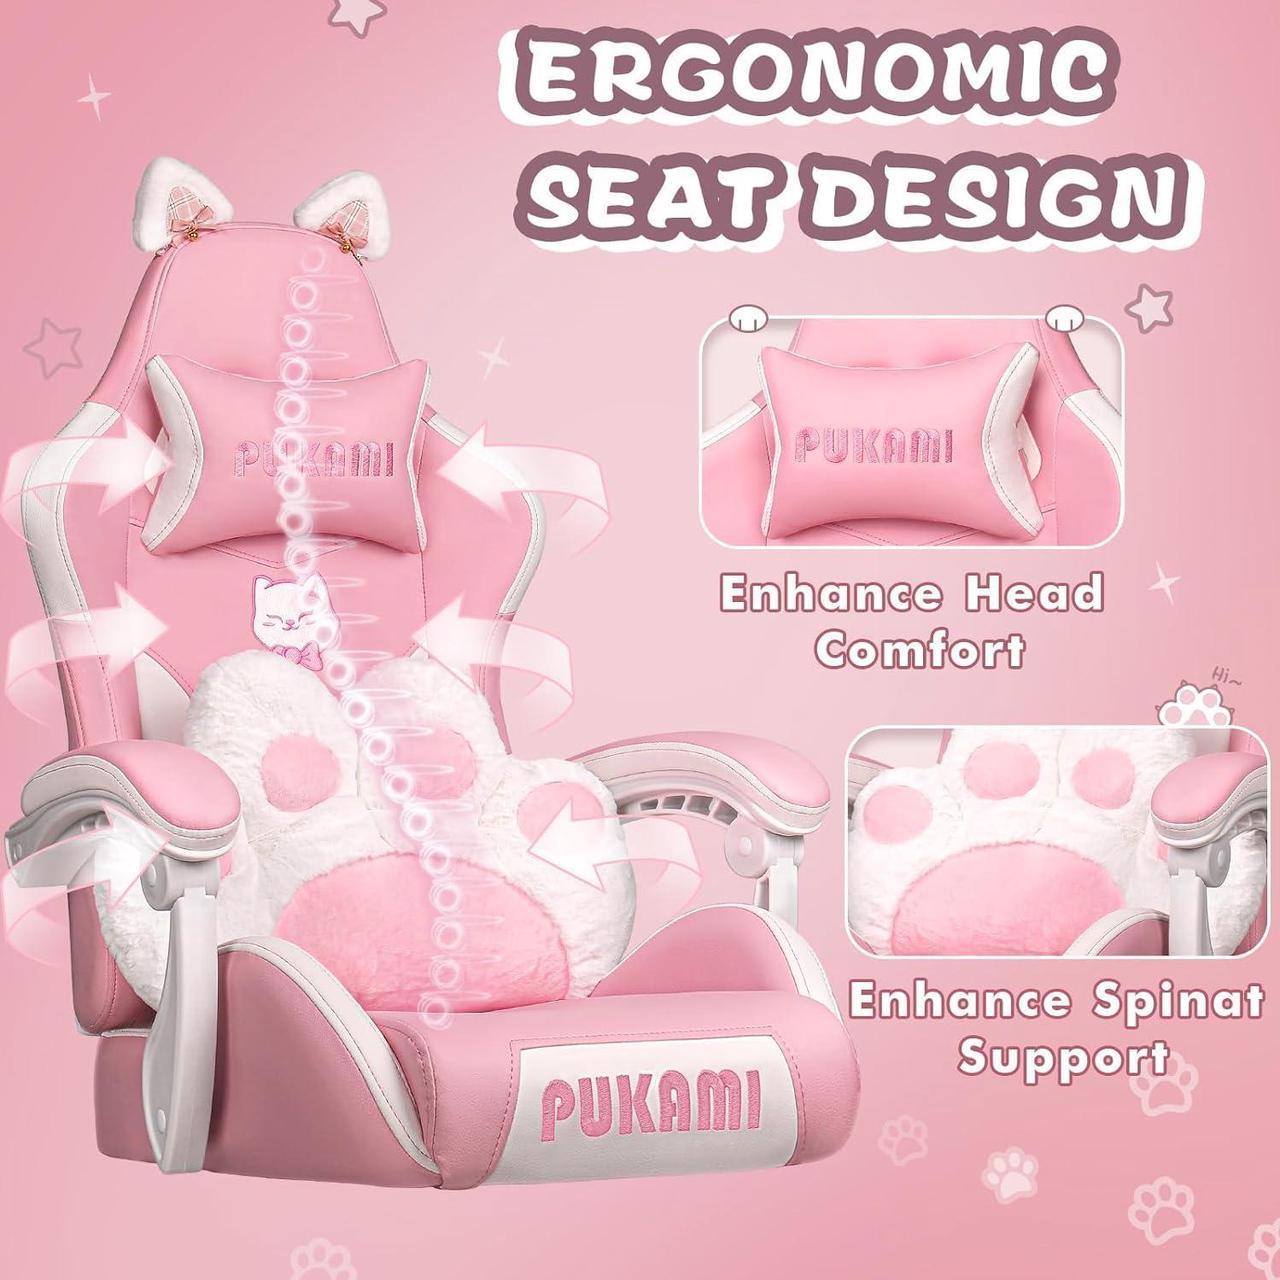 ERGONOMIC
SEAT DESIGN
PUKAMI
PUKAMI
Enhance Head
Comfort
Hi~
Enhance Spinat
Support
PUKAMI